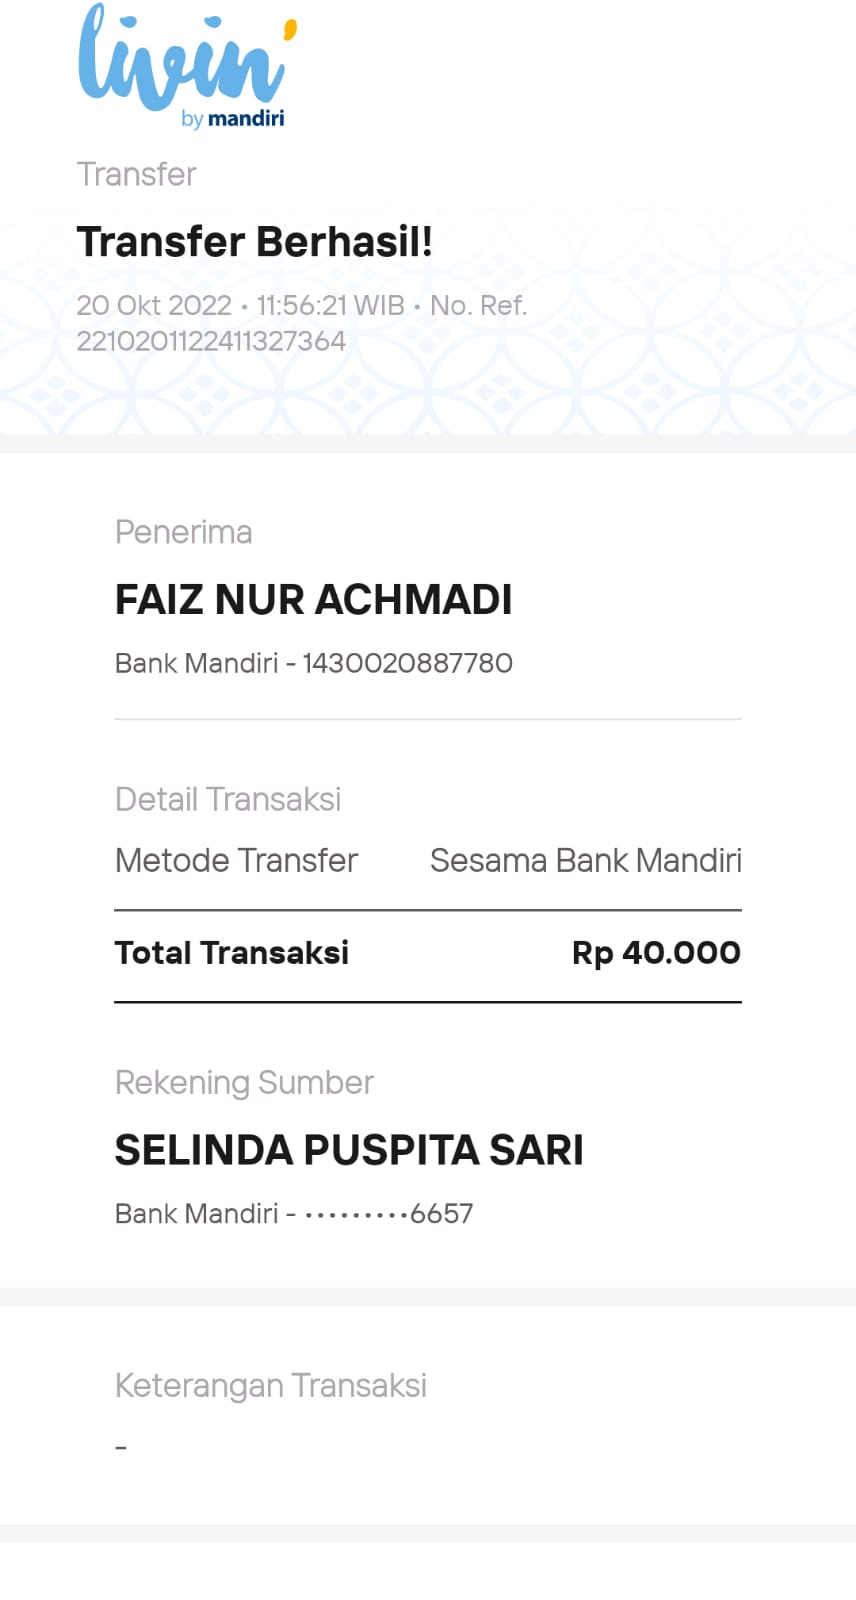 livin'
by mandiri
Transfer
Transfer Berhasil!
20 Okt 2022 • 11:56:21 WIB • No. Ref.
2210201122411327364
Penerima
FAIZ NUR ACHMADI
Bank Mandiri - 1430020887780
Detail Transaksi
Metode Transfer Sesama Bank Mandiri
Total Transaksi Rp 40.000
Rekening Sumber
SELINDA PUSPITA SARI
Bank Mandiri - •••••••••6657
Keterangan Transaksi
-